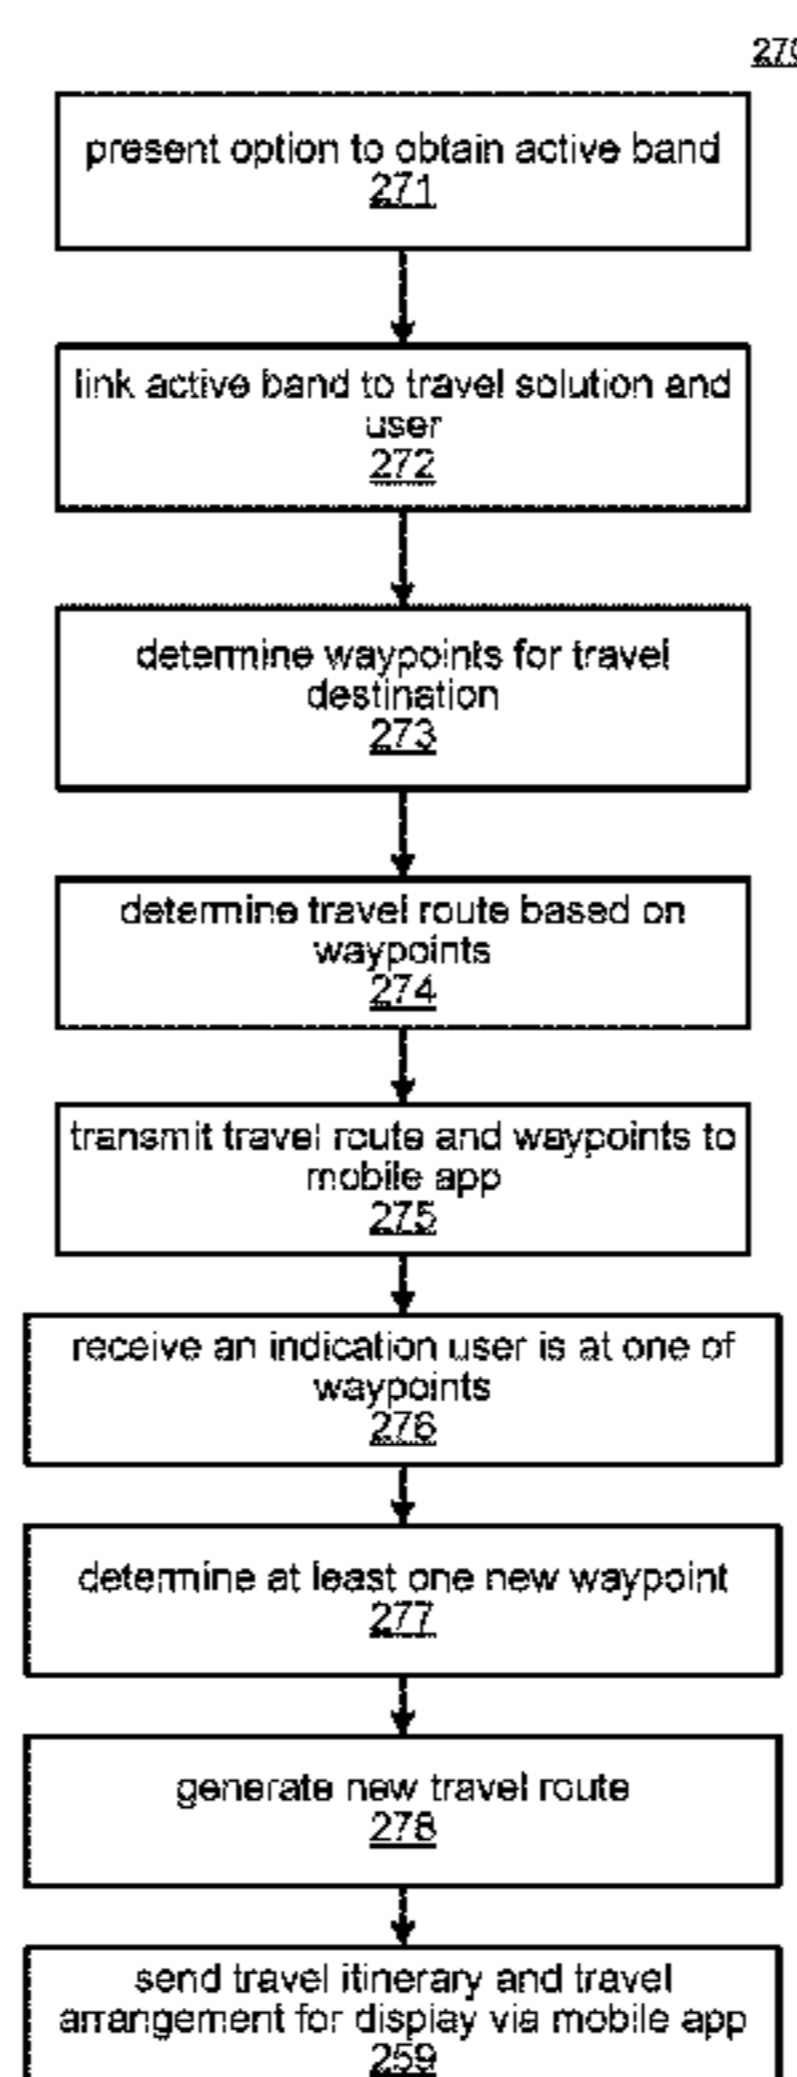 270
present option to obtain active band
271
link active band to travel solution and
user
272
determine waypoints for travel
destination
273
determine travel route based on
waypoints
274
transmit travel route and waypoints to
mobile app
275
receive an indication user is at one of
waypoints
276
determine at least one new waypoint
277
generate new travel route
278
send travel itinerary and travel
arrangement for display via mobile app
259